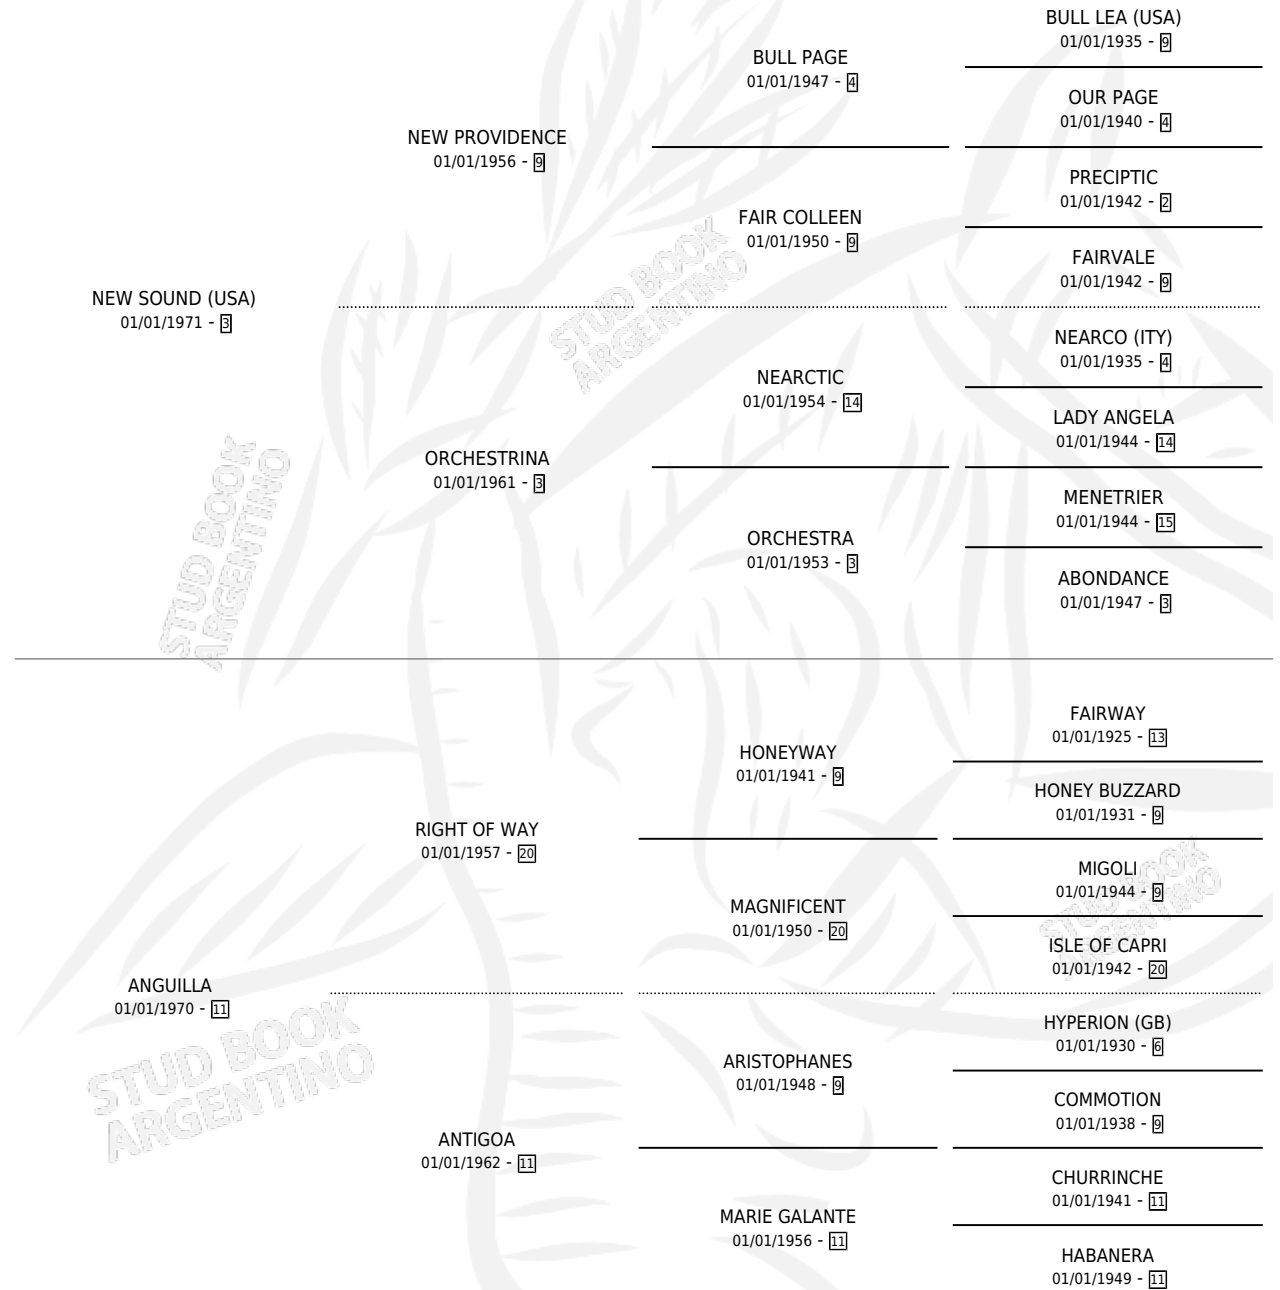 BULL LEA (USA)
01/01/1935 - 9
BULL PAGE
01/01/1947 - 4
OUR PAGE
01/01/1940 - 4
NEW PROVIDENCE
01/01/1956 - 9
PRECIPTIC
01/01/1942 - 2
FAIR COLLEEN
01/01/1950 - 9
FAIRVALE
01/01/1942 - 9
NEW SOUND (USA)
01/01/1971 - 3
NEARCO (ITY)
01/01/1935 - 4
NEARCTIC
01/01/1954 - 14
LADY ANGELA
01/01/1944 - 14
ORCHESTRINA
01/01/1961 - 3
MENETRIER
01/01/1944 - 15
ORCHESTRA
01/01/1953 - 3
ABONDANCE
01/01/1947 - 3
FAIRWAY
01/01/1925 - 13
HONEYWAY
01/01/1941 - 9
HONEY BUZZARD
01/01/1931 - 9
RIGHT OF WAY
01/01/1957 - 20
MIGOLI
01/01/1944 - 9
MAGNIFICENT
01/01/1950 - 20
ISLE OF CAPRI
01/01/1942 - 20
ANGUILLA
01/01/1970 - 11
HYPERION (GB)
01/01/1930 - 6
ARISTOPHANES
01/01/1948 - 9
COMMOTION
01/01/1938 - 9
ANTIGOA
01/01/1962 - 11
CHURRINCHE
01/01/1941 - 11
MARIE GALANTE
01/01/1956 - 11
HABANERA
01/01/1949 - 11
STUD BOOK
ARGENTINO
STUD BOOK
ARGENTINO
STUD BOOK
ARGENTINO
STUD BOOK
ARGENTINO